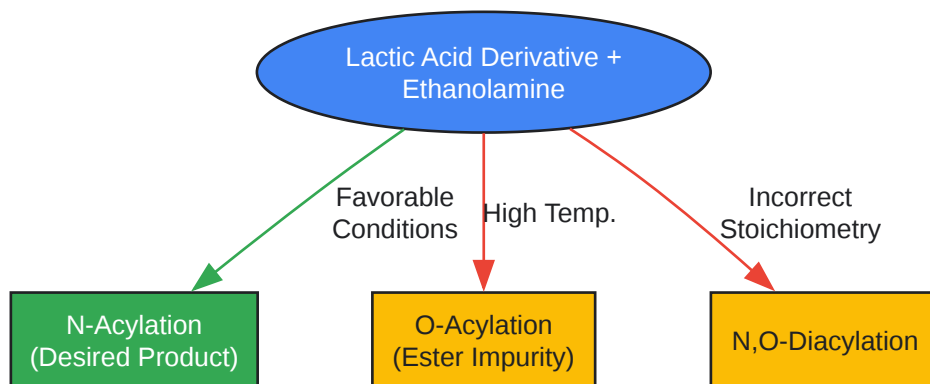 Lactic Acid Derivative +
Ethanolamine
Favorable
Conditions
High Temp.
Incorrect
Stoichiometry
N-Acylation
(Desired Product)
O-Acylation
(Ester Impurity)
N,O-Diacylation